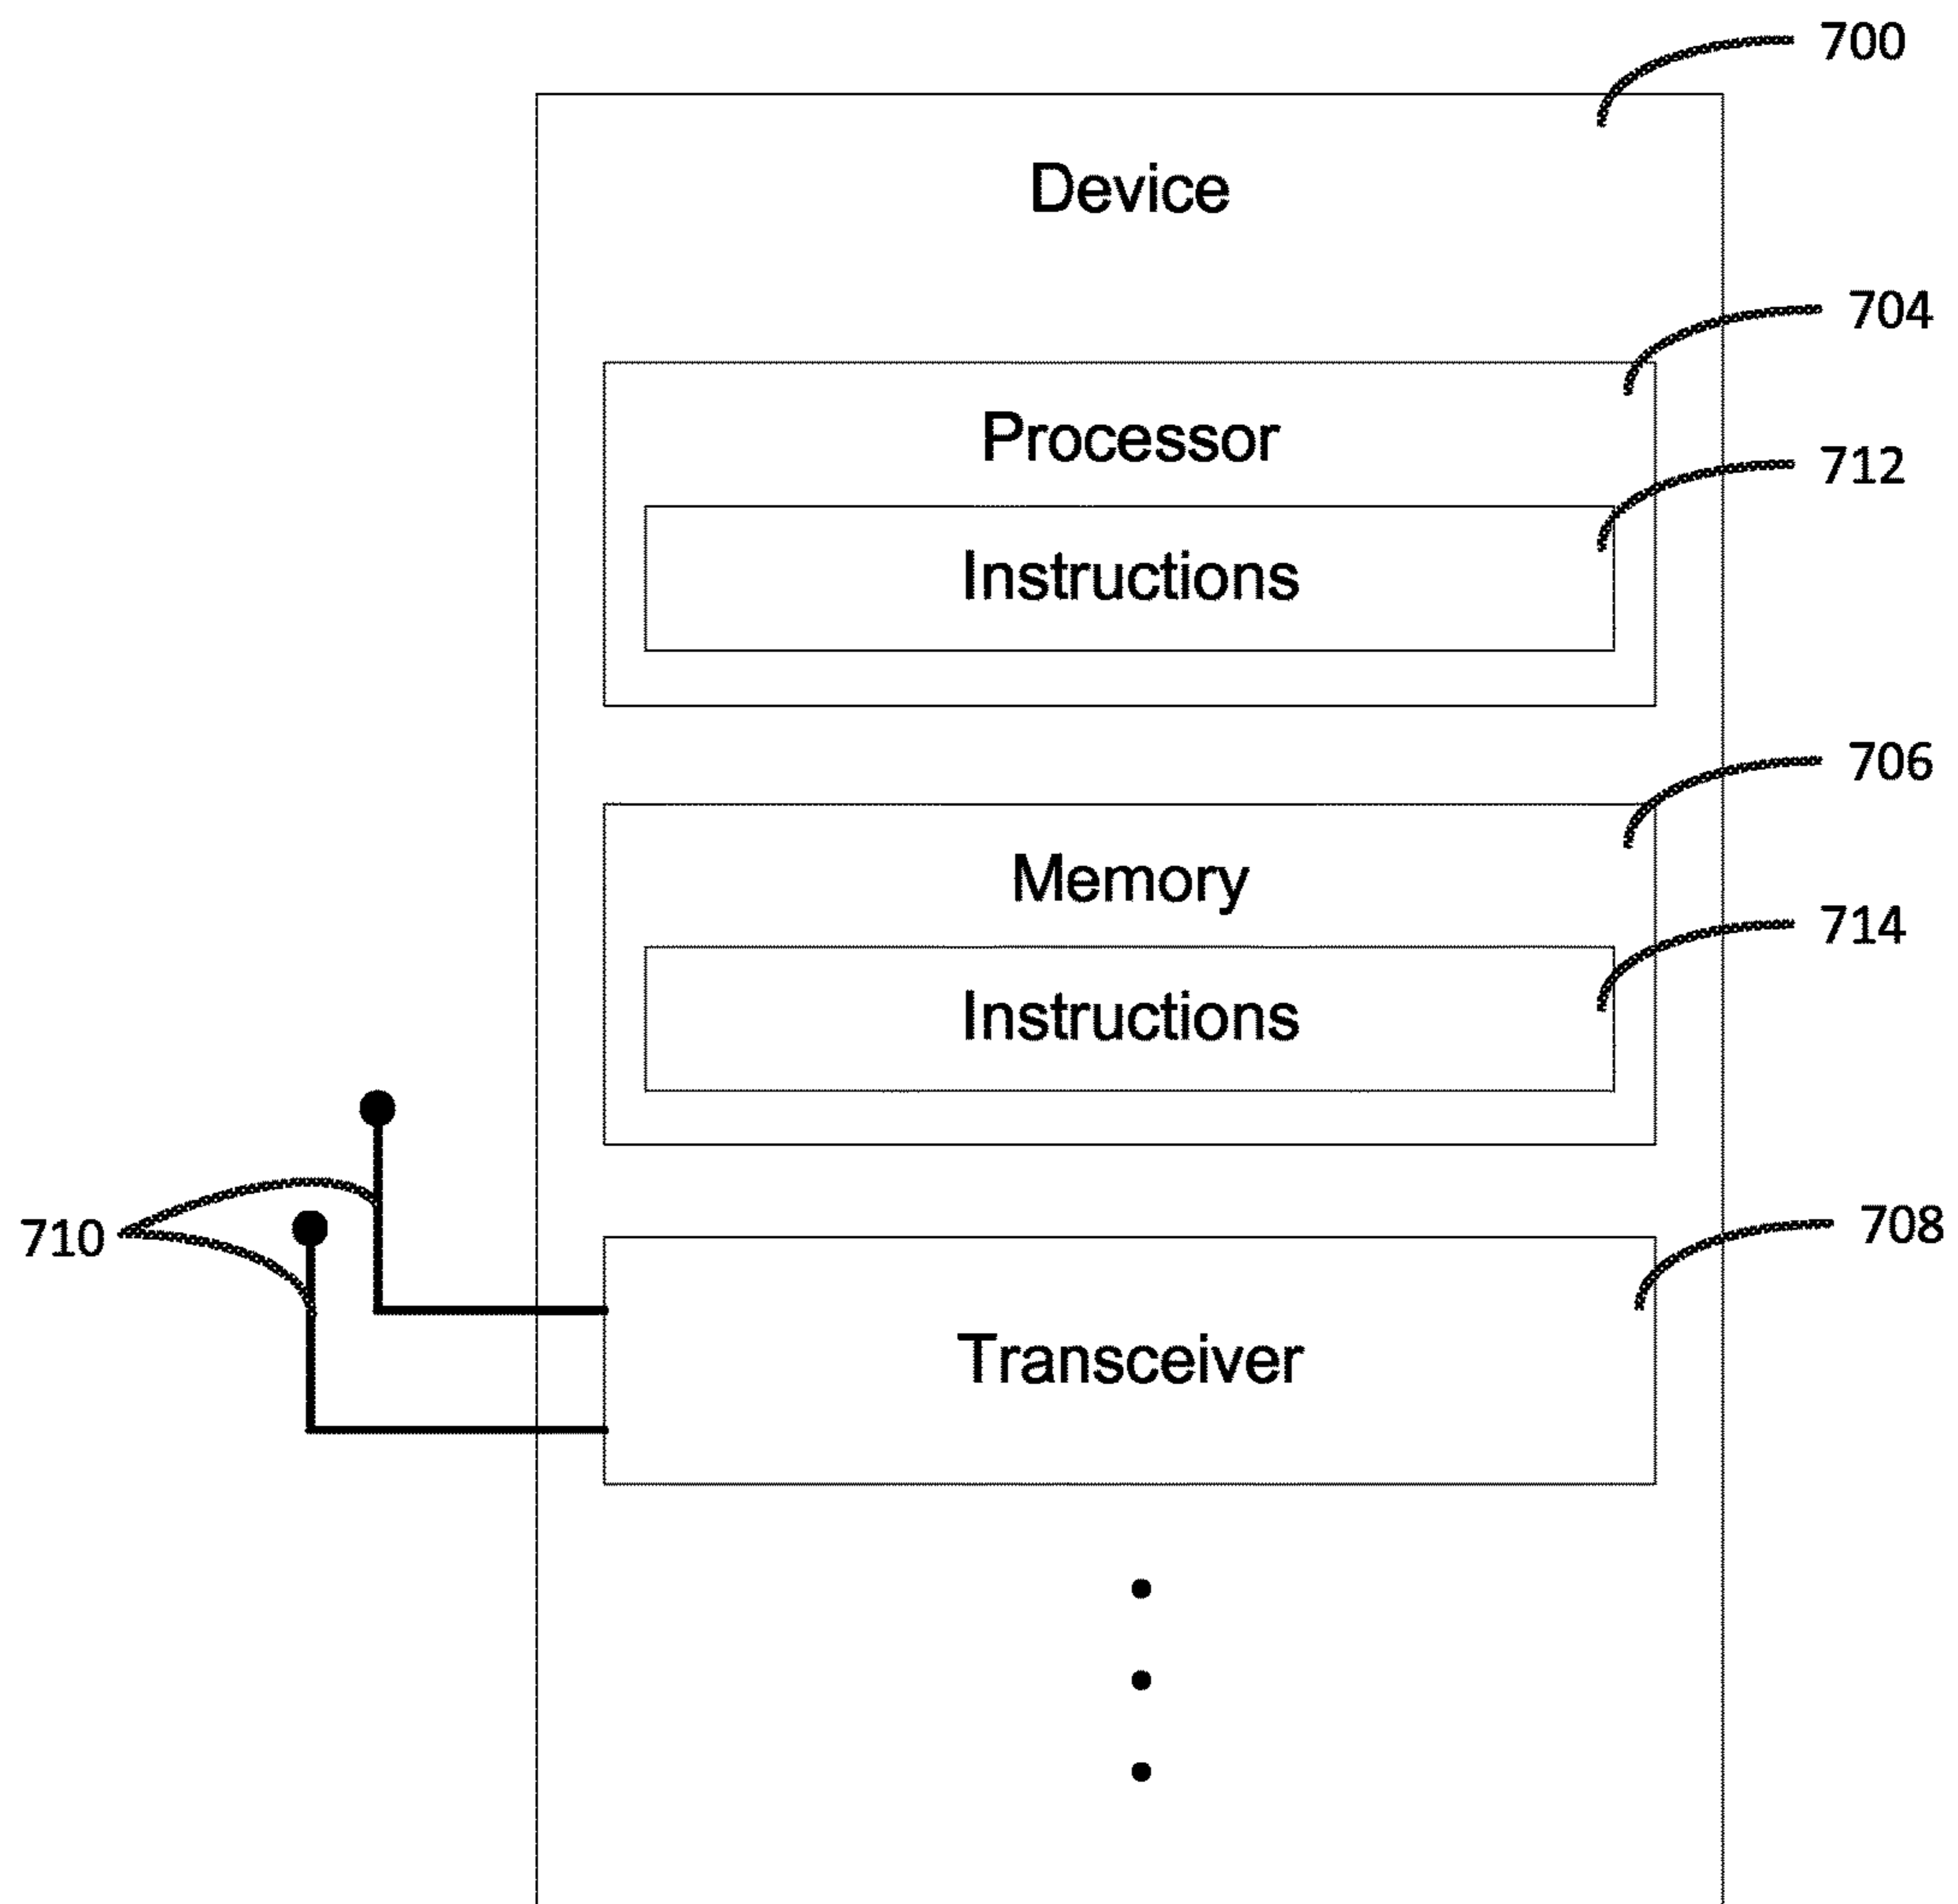 700
Device
704
Processor
712
Instructions
706
Memory
714
Instructions
710
708
Transceiver